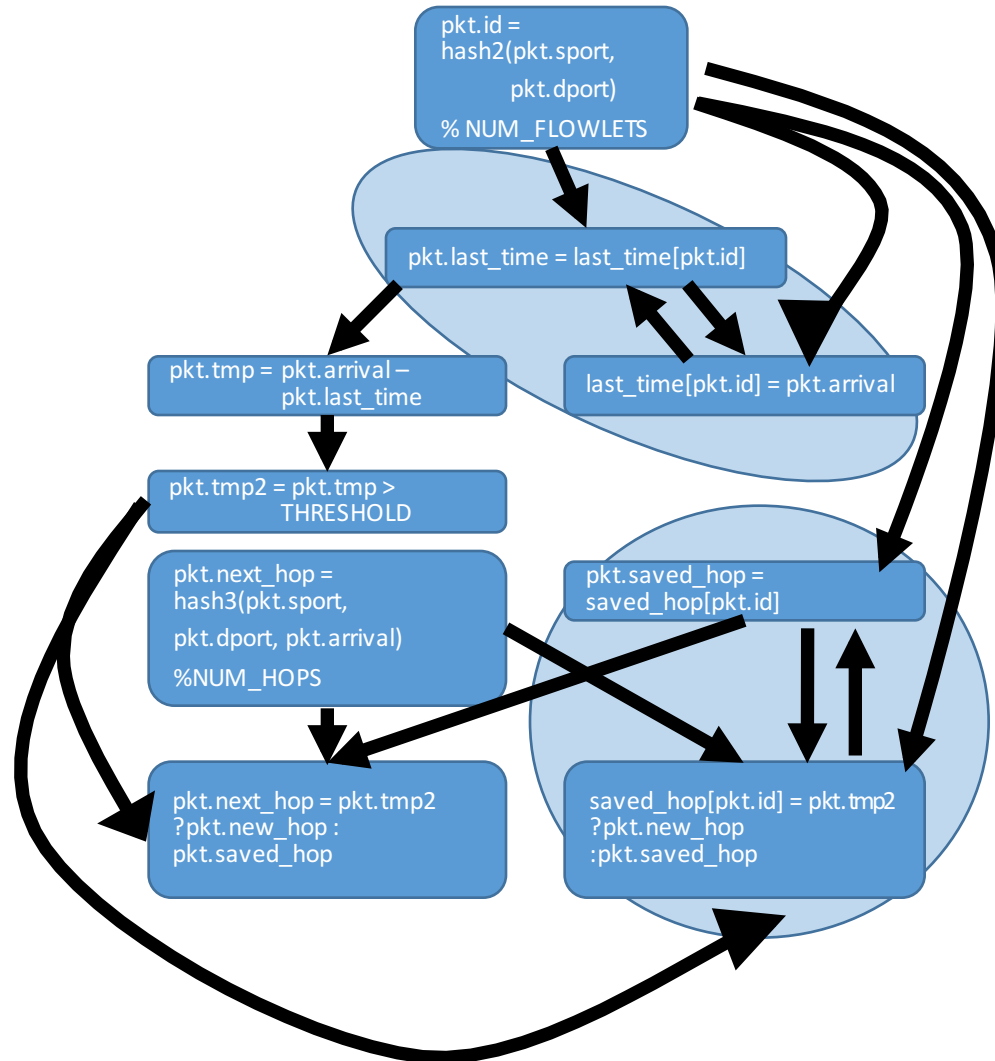 pkt.id =
hash2(pkt.sport,
pkt.dport)
% NUM_FLOWLETS
pkt.last_time = last_time[pkt.id]
pkt.tmp = pkt.arrival –
pkt.last_time
last_time[pkt.id] = pkt.arrival
pkt.tmp2 = pkt.tmp >
THRESHOLD
pkt.next_hop =
hash3(pkt.sport,
pkt.dport, pkt.arrival)
%NUM_HOPS
pkt.saved_hop =
saved_hop[pkt.id]
pkt.next_hop = pkt.tmp2
?pkt.new_hop :
pkt.saved_hop
saved_hop[pkt.id] = pkt.tmp2
?pkt.new_hop
:pkt.saved_hop